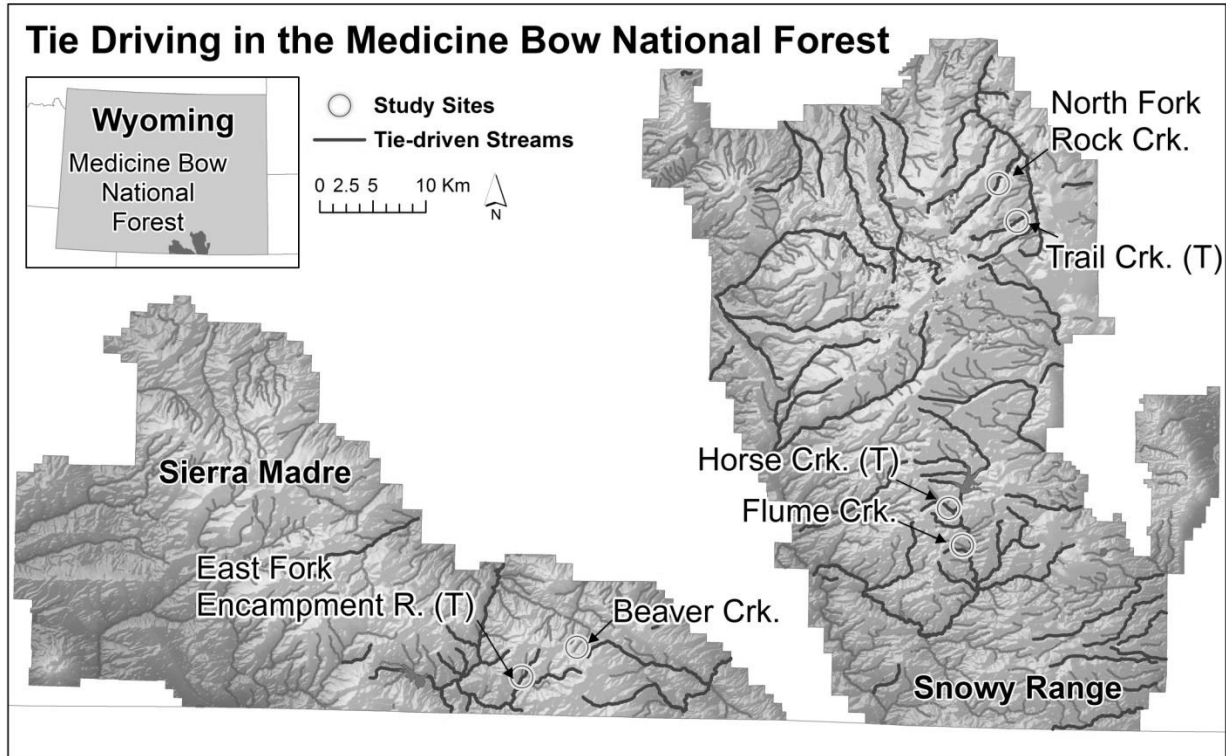 Tie Driving in the Medicine Bow National Forest
Wyoming
Medicine Bow
National
Forest
Study Sites
Tie-driven Streams
0 2.5 5 10 Km
N
North Fork
Rock Crk.
Trail Crk. (T)
Sierra Madre
Horse Crk. (T)
Flume Crk.
East Fork
Encampment R. (T)
Beaver Crk.
Snowy Range